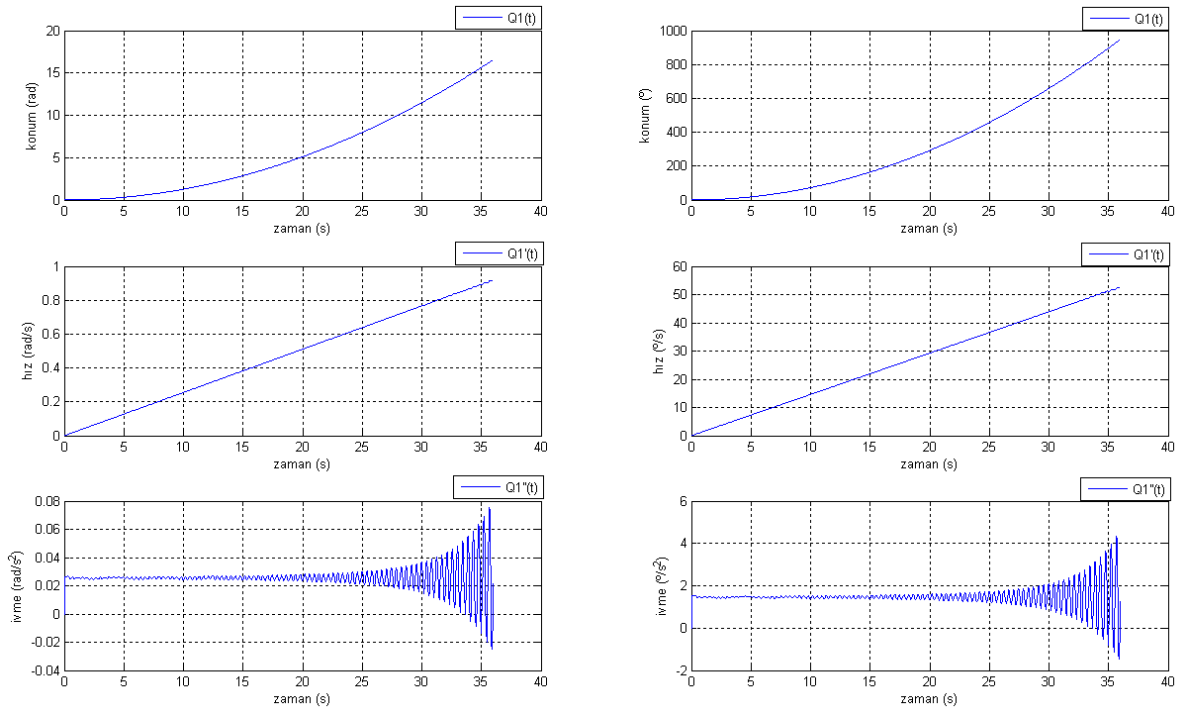 Q1(t)
20
15
10
5
0
konum (rad)
0 5 10 15 20 25 30 35 40
zaman (s)
Q1(t)
1000
800
600
400
200
0
konum (º)
0 5 10 15 20 25 30 35 40
zaman (s)
Q1'(t)
1
0.8
0.6
0.4
0.2
0
hız (rad/s)
0 5 10 15 20 25 30 35 40
zaman (s)
Q1'(t)
60
50
40
30
20
10
0
hız (º/s)
0 5 10 15 20 25 30 35 40
zaman (s)
Q1''(t)
0.08
0.06
0.04
0.02
0
-0.02
-0.04
ivme (rad/s²)
0 5 10 15 20 25 30 35 40
zaman (s)
Q1''(t)
6
4
2
0
-2
ivme (º/s²)
0 5 10 15 20 25 30 35 40
zaman (s)